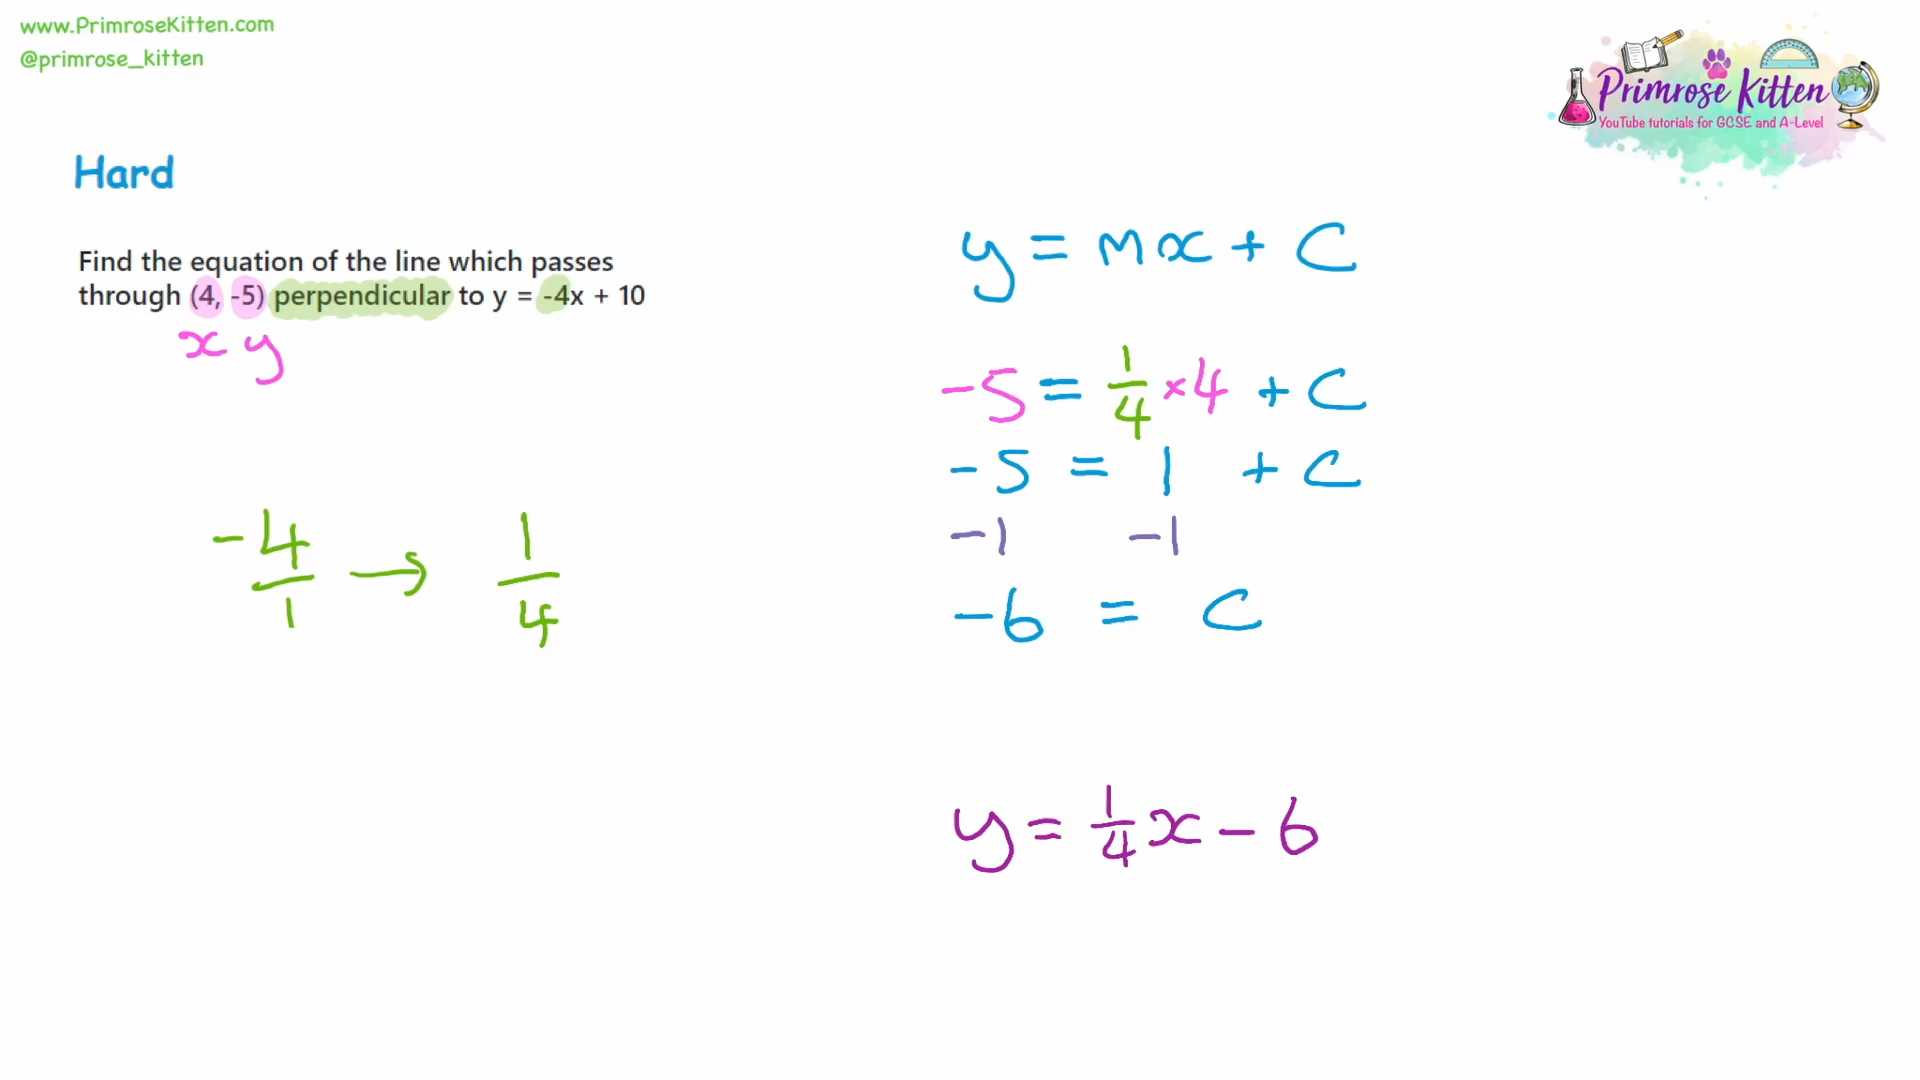 www.PrimroseKitten.com
@primrose_kitten
Primrose Kitten
YouTube tutorials for GCSE and A-Level
Hard
Find the equation of the line which passes
through (4, -5) perpendicular to y = -4x + 10
x y
-4/1 → 1/4
y = mx + C
-5 = 1/4 × 4 + C
-5 = 1 + C
-1 -1
-6 = C
y = 1/4 x - 6